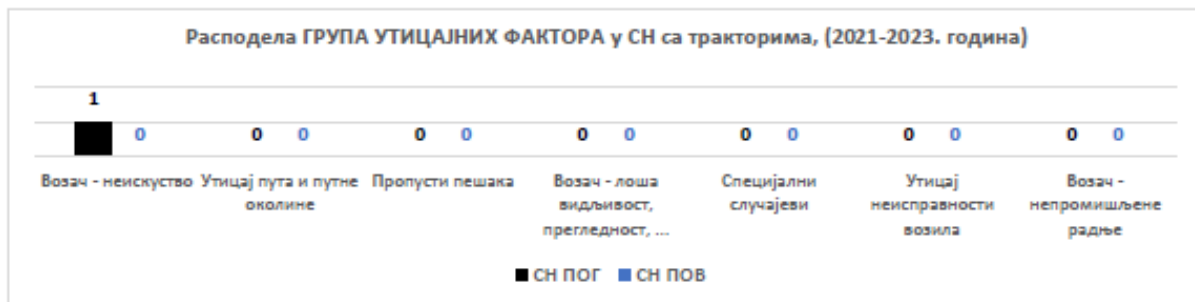 Расподела ГРУПА УТИЦАЈНИХ ФАКТОРА у СН са тракторима, (2021-2023. година)
1
0 0 0 0 0 0 0 0 0 0 0 0 0
Возач - неискуство Утицај пута и путне Пропусти пешака Возач - лоша Специјални Утицај Возач -
околине видљивост, случајеви неисправности непромишљене
прегледност, ... возила радње
СН ПОГ СН ПОВ